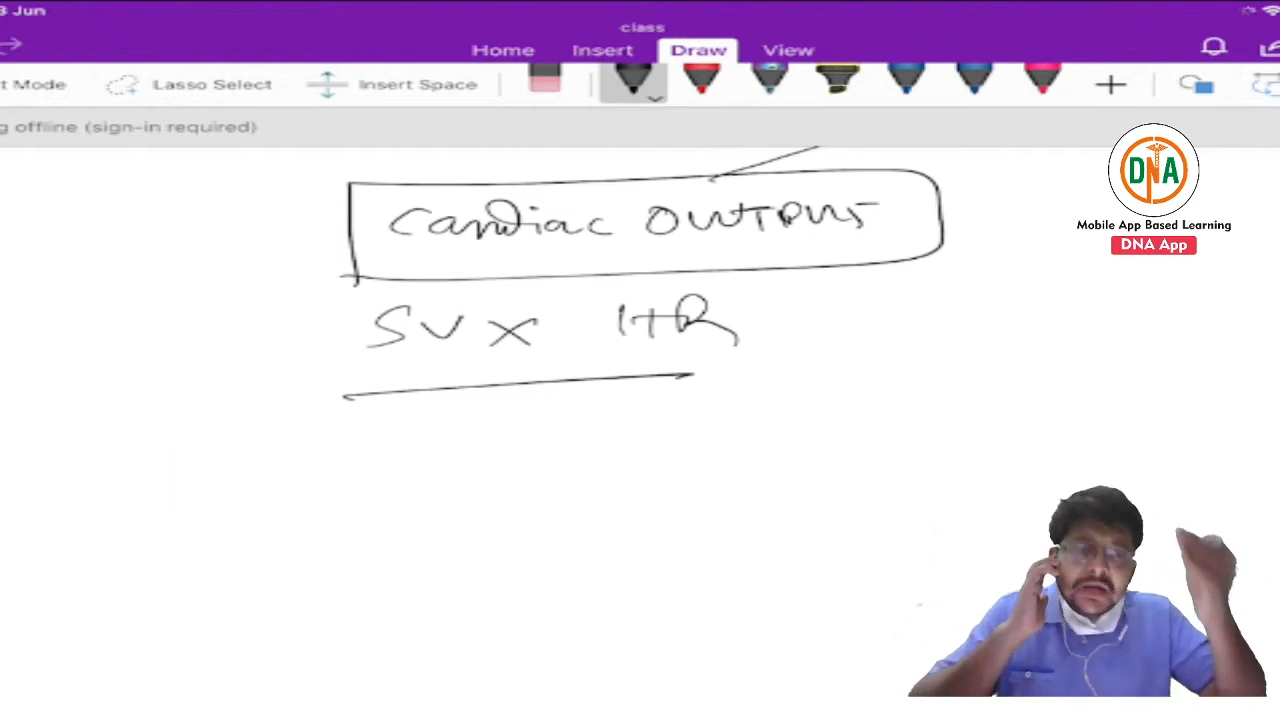 3 Jun
class
Home Insert Draw View
t Mode Lasso Select Insert Space
g offline (sign-in required)
DNA
Mobile App Based Learning
DNA App
Cardiac OUTPUT
SV X HR